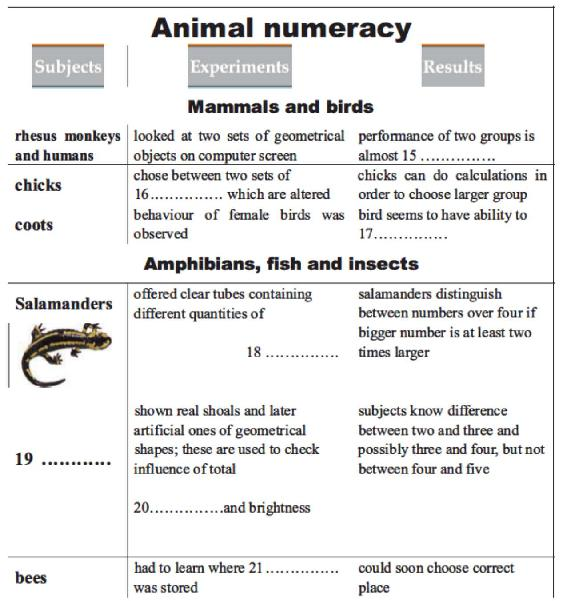 Animal numeracy
Subjects Experiments Results
Mammals and birds
rhesus monkeys and humans
looked at two sets of geometrical
objects on computer screen
performance of two groups is
almost 15 ...............
chicks
chose between two sets of
16............... which are altered
chicks can do calculations in
order to choose larger group
coots
behaviour of female birds was
observed
bird seems to have ability to
17...............
Amphibians, fish and insects
Salamanders
offered clear tubes containing
different quantities of
18 ...............
salamanders distinguish
between numbers over four if
bigger number is at least two
times larger
19 ............
shown real shoals and later
artificial ones of geometrical
shapes; these are used to check
influence of total
20...............and brightness
subjects know difference
between two and three and
possibly three and four, but not
between four and five
bees
had to learn where 21 ...............
was stored
could soon choose correct
place